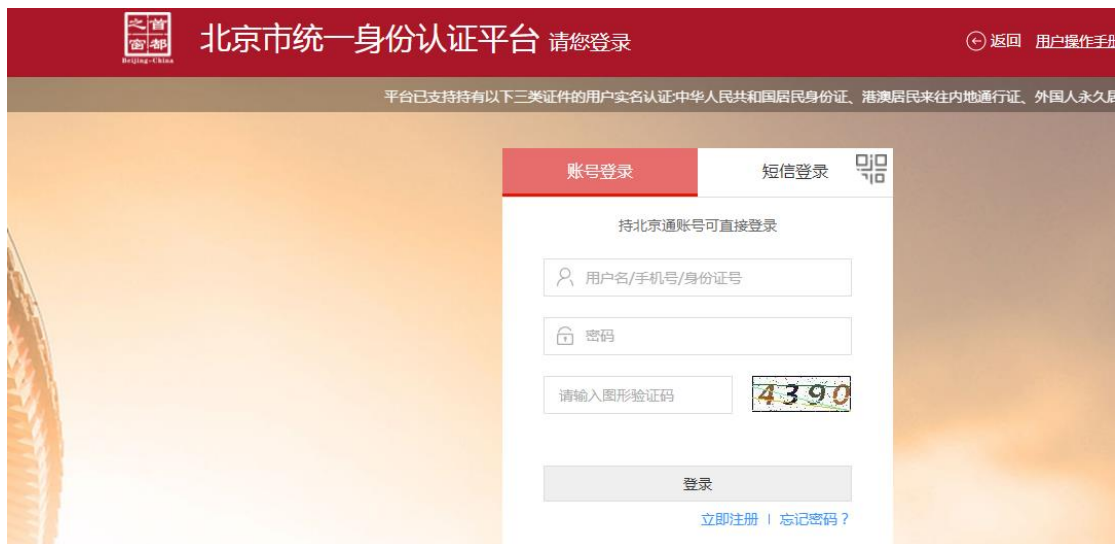 首都之窗
Beijing-China
北京市统一身份认证平台 请您登录
返回 用户操作手册
平台已支持持有以下三类证件的用户实名认证:中华人民共和国居民身份证、港澳居民来往内地通行证、外国人永久居
账号登录 短信登录
持北京通账号可直接登录
用户名/手机号/身份证号
密码
请输入图形验证码 4390
登录
立即注册 | 忘记密码?